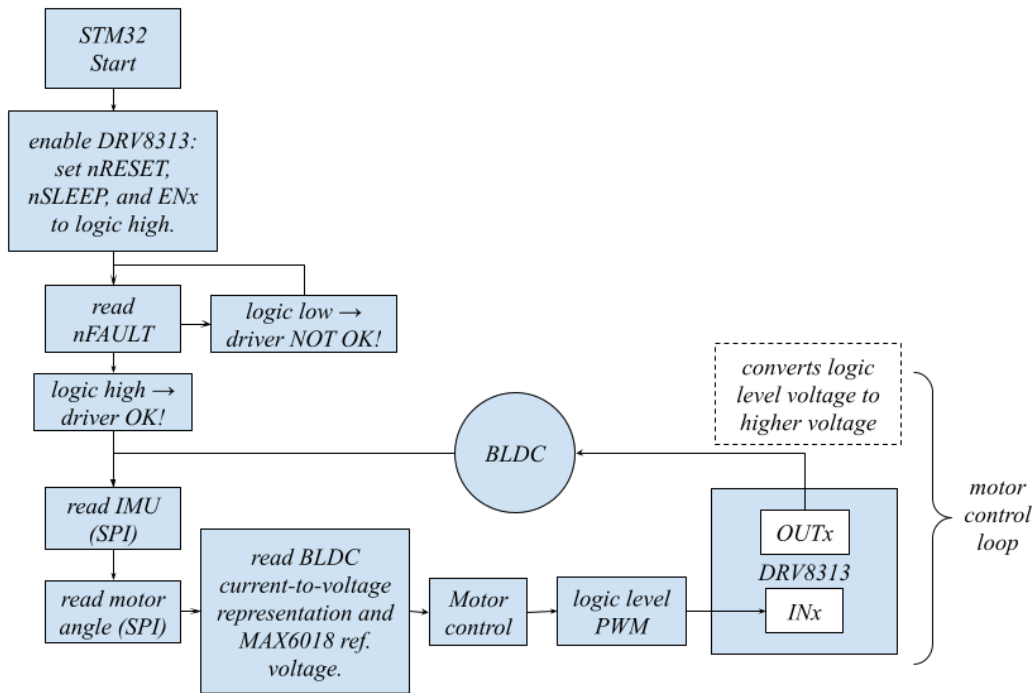 STM32
Start
enable DRV8313:
set nRESET,
nSLEEP, and ENx
to logic high.
read
nFAULT
logic low →
driver NOT OK!
logic high →
driver OK!
converts logic
level voltage to
higher voltage
BLDC
motor
control
loop
read IMU
(SPI)
read motor
angle (SPI)
read BLDC
current-to-voltage
representation and
MAX6018 ref.
voltage.
Motor
control
logic level
PWM
OUTx
DRV8313
INx